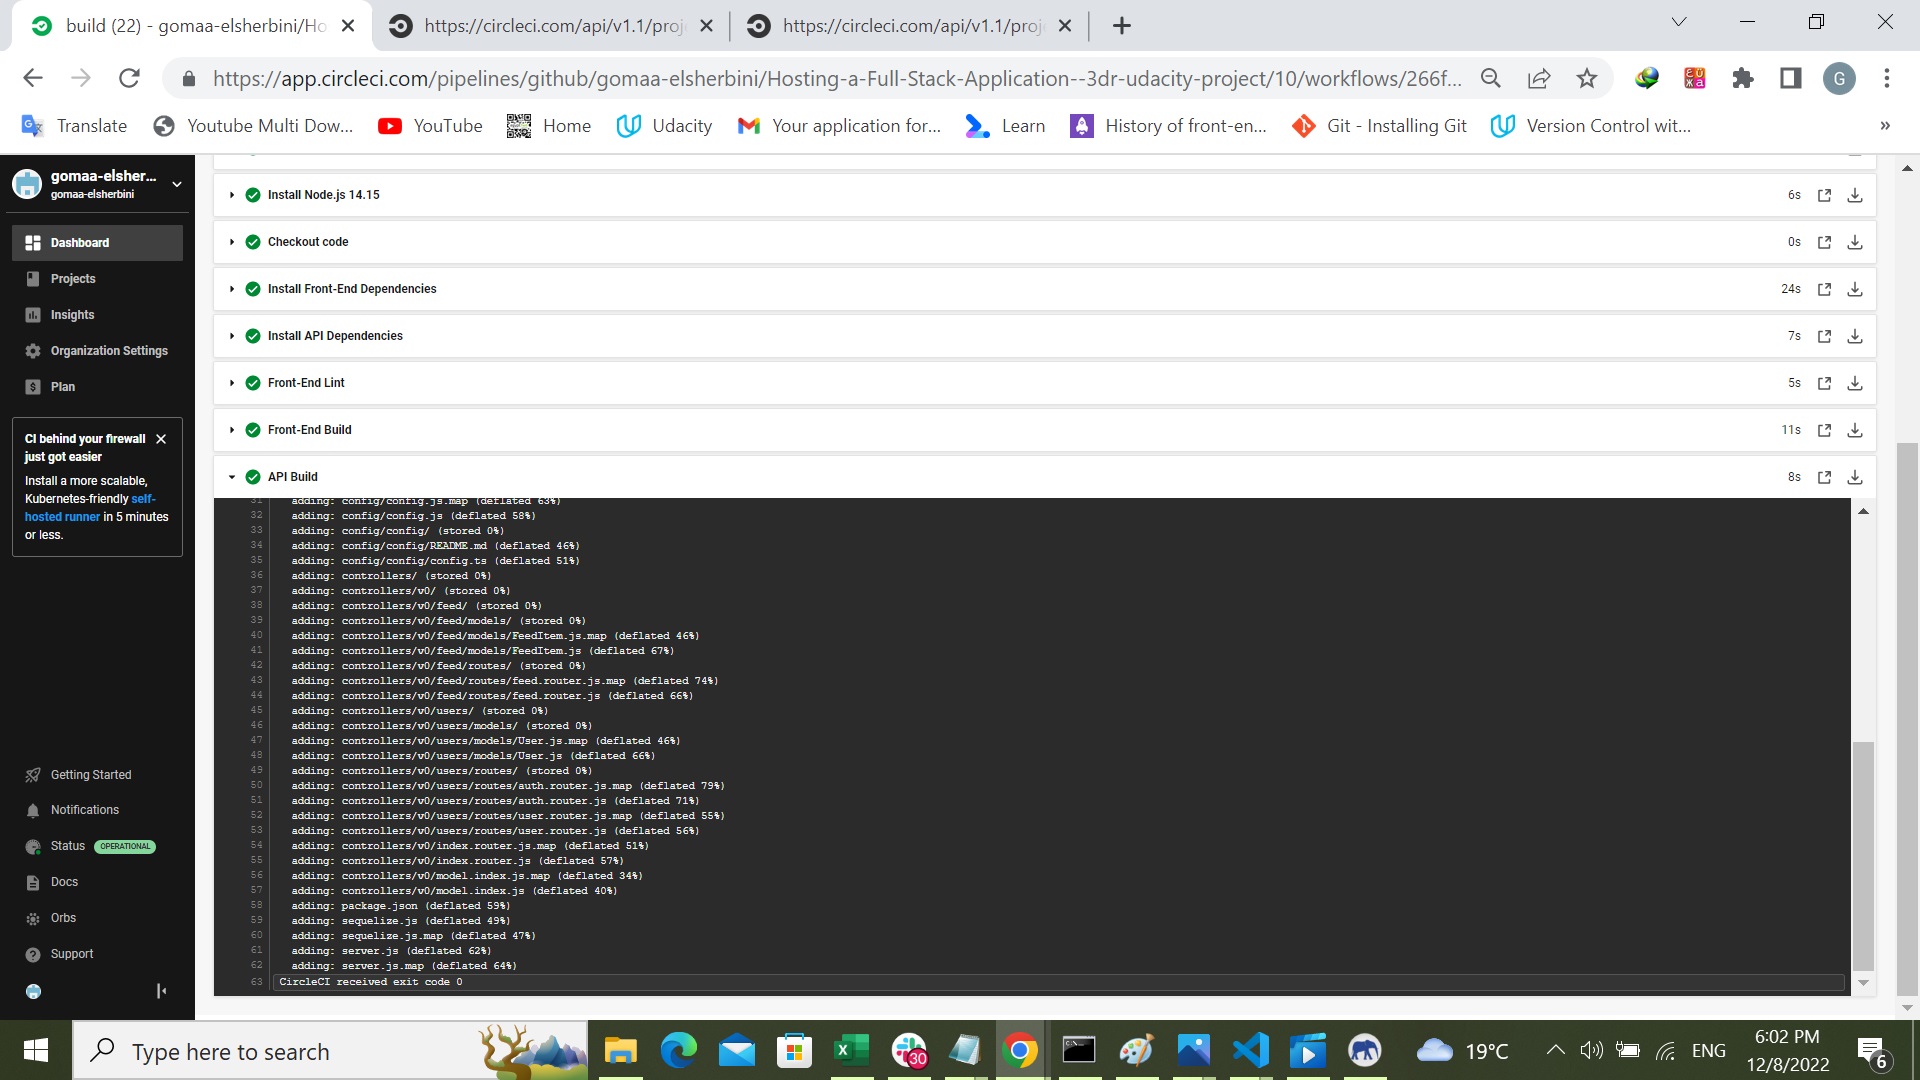 build (22) - gomaa-elsherbini/Ho
https://circleci.com/api/v1.1/proj
https://circleci.com/api/v1.1/proj
https://app.circleci.com/pipelines/github/gomaa-elsherbini/Hosting-a-Full-Stack-Application--3dr-udacity-project/10/workflows/266f...
G
Translate
Youtube Multi Dow...
YouTube
Home
Udacity
Your application for...
Learn
History of front-en...
Git - Installing Git
Version Control wit...
»
gomaa-elsher...
gomaa-elsherbini
Dashboard
Projects
Insights
Organization Settings
Plan
CI behind your firewall
just got easier
Install a more scalable,
Kubernetes-friendly self-
hosted runner in 5 minutes
or less.
Getting Started
Notifications
Status OPERATIONAL
Docs
Orbs
Support
Install Node.js 14.15 6s
Checkout code 0s
Install Front-End Dependencies 24s
Install API Dependencies 7s
Front-End Lint 5s
Front-End Build 11s
API Build 8s
31 adding: config/config.js.map (deflated 63%)
32 adding: config/config.js (deflated 58%)
33 adding: config/config/ (stored 0%)
34 adding: config/config/README.md (deflated 46%)
35 adding: config/config/config.ts (deflated 51%)
36 adding: controllers/ (stored 0%)
37 adding: controllers/v0/ (stored 0%)
38 adding: controllers/v0/feed/ (stored 0%)
39 adding: controllers/v0/feed/models/ (stored 0%)
40 adding: controllers/v0/feed/models/FeedItem.js.map (deflated 46%)
41 adding: controllers/v0/feed/models/FeedItem.js (deflated 67%)
42 adding: controllers/v0/feed/routes/ (stored 0%)
43 adding: controllers/v0/feed/routes/feed.router.js.map (deflated 74%)
44 adding: controllers/v0/feed/routes/feed.router.js (deflated 66%)
45 adding: controllers/v0/users/ (stored 0%)
46 adding: controllers/v0/users/models/ (stored 0%)
47 adding: controllers/v0/users/models/User.js.map (deflated 46%)
48 adding: controllers/v0/users/models/User.js (deflated 66%)
49 adding: controllers/v0/users/routes/ (stored 0%)
50 adding: controllers/v0/users/routes/auth.router.js.map (deflated 79%)
51 adding: controllers/v0/users/routes/auth.router.js (deflated 71%)
52 adding: controllers/v0/users/routes/user.router.js.map (deflated 55%)
53 adding: controllers/v0/users/routes/user.router.js (deflated 56%)
54 adding: controllers/v0/index.router.js.map (deflated 51%)
55 adding: controllers/v0/index.router.js (deflated 57%)
56 adding: controllers/v0/model.index.js.map (deflated 34%)
57 adding: controllers/v0/model.index.js (deflated 40%)
58 adding: package.json (deflated 59%)
59 adding: sequelize.js (deflated 49%)
60 adding: sequelize.js.map (deflated 47%)
61 adding: server.js (deflated 62%)
62 adding: server.js.map (deflated 64%)
63 CircleCI received exit code 0
Type here to search
30
19°C
ENG
6:02 PM
12/8/2022
6